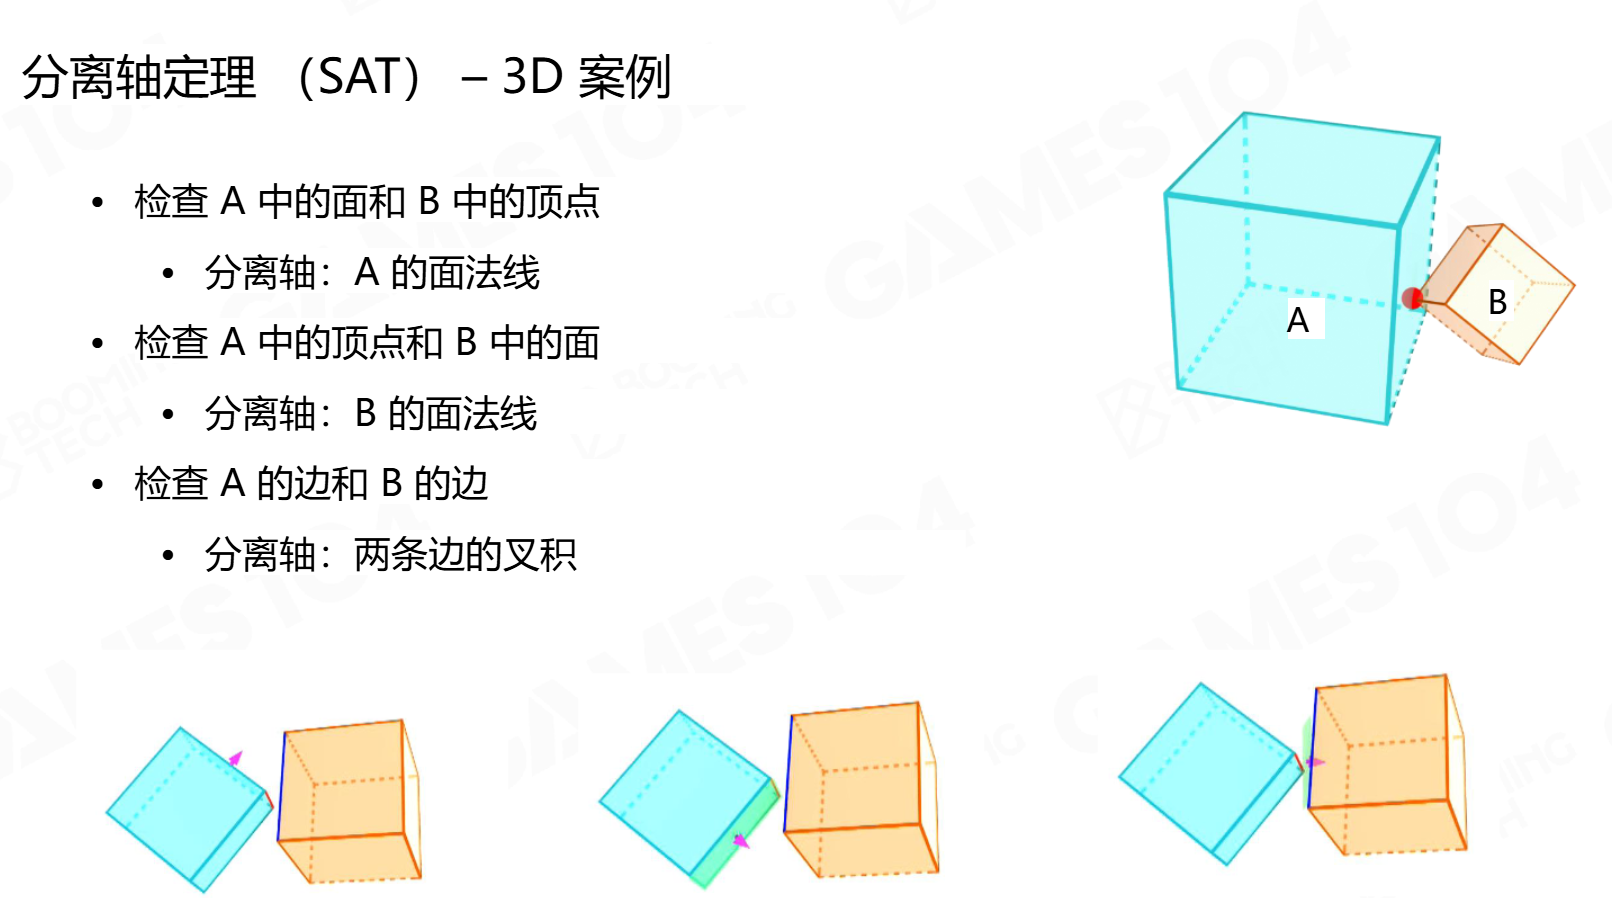 分离轴定理 （SAT） – 3D 案例
• 检查 A 中的面和 B 中的顶点
• 分离轴：A 的面法线
• 检查 A 中的顶点和 B 中的面
• 分离轴：B 的面法线
• 检查 A 的边和 B 的边
• 分离轴：两条边的叉积
A
B
GAMES104
BOOMING
TECH